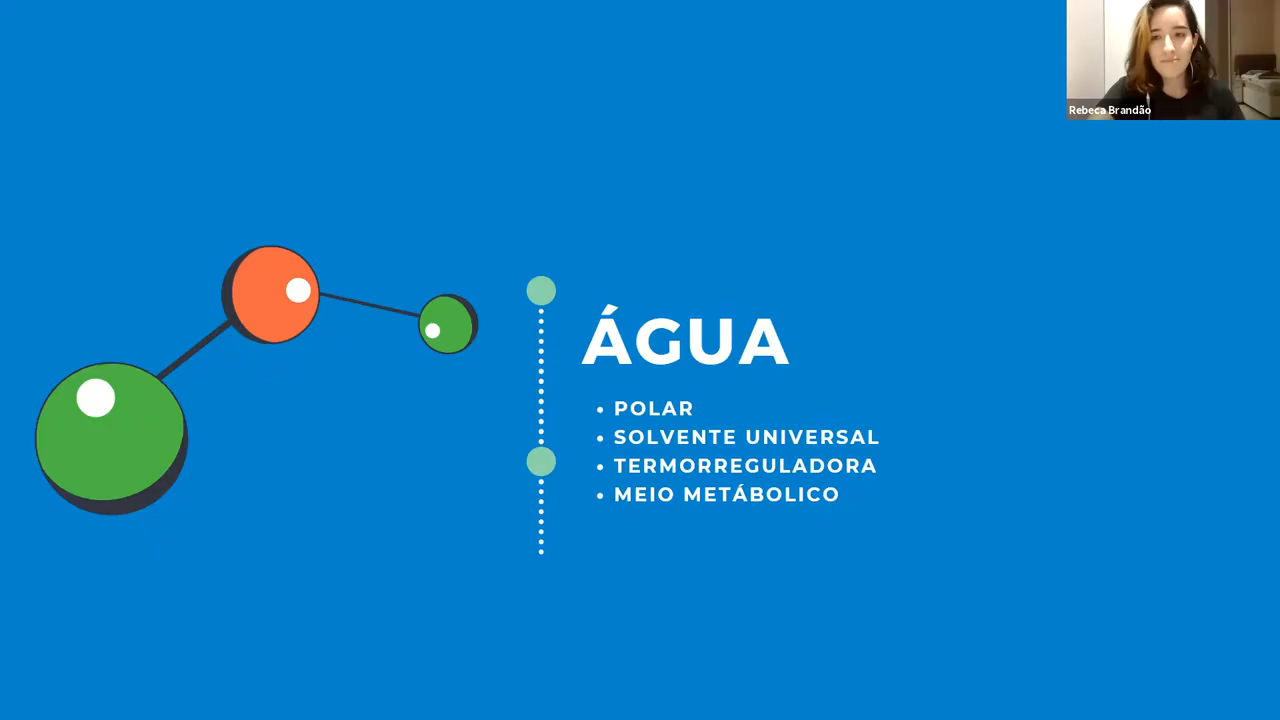 Rebeca Brandão
ÁGUA
• POLAR
• SOLVENTE UNIVERSAL
• TERMORREGULADORA
• MEIO METÁBOLICO